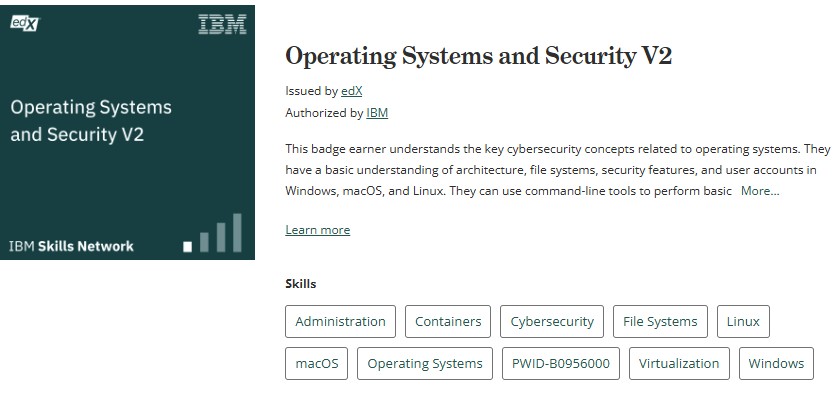 edX
IBM
Operating Systems
and Security V2
IBM Skills Network
Operating Systems and Security V2
Issued by edX
Authorized by IBM
This badge earner understands the key cybersecurity concepts related to operating systems. They
have a basic understanding of architecture, file systems, security features, and user accounts in
Windows, macOS, and Linux. They can use command-line tools to perform basic More...
Learn more
Skills
Administration
Containers
Cybersecurity
File Systems
Linux
macOS
Operating Systems
PWID-B0956000
Virtualization
Windows